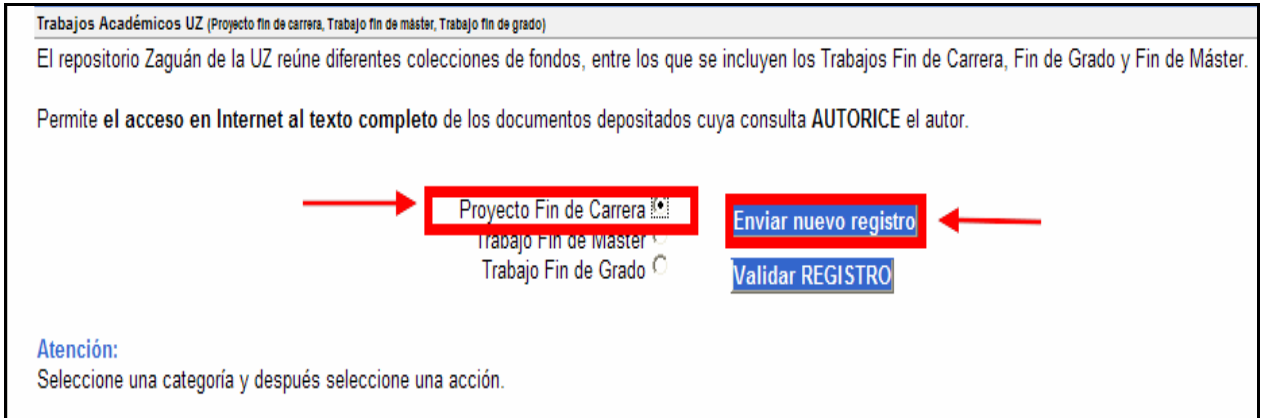 Trabajos Académicos UZ (Proyecto fin de carrera, Trabajo fin de máster, Trabajo fin de grado)
El repositorio Zaguán de la UZ reúne diferentes colecciones de fondos, entre los que se incluyen los Trabajos Fin de Carrera, Fin de Grado y Fin de Máster.
Permite el acceso en Internet al texto completo de los documentos depositados cuya consulta AUTORICE el autor.
Proyecto Fin de Carrera
Enviar nuevo registro
Trabajo Fin de Máster
Trabajo Fin de Grado
Validar REGISTRO
Atención:
Seleccione una categoría y después seleccione una acción.